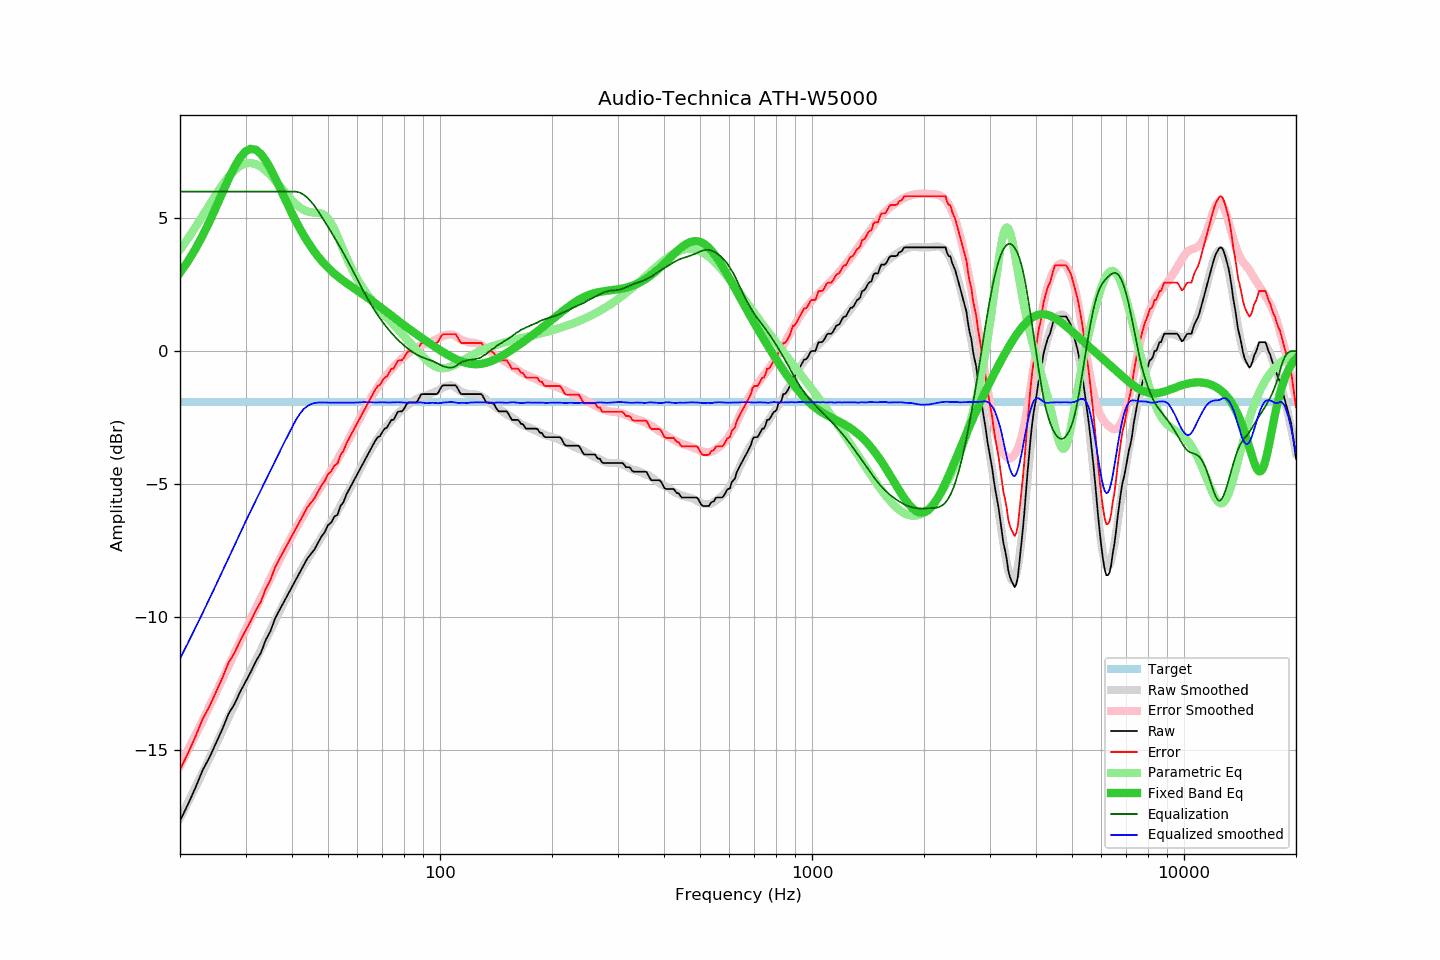 Audio-Technica ATH-W5000
Amplitude (dBr)
5
0
−5
−10
−15
100
1000
10000
Frequency (Hz)
Target
Raw Smoothed
Error Smoothed
Raw
Error
Parametric Eq
Fixed Band Eq
Equalization
Equalized smoothed